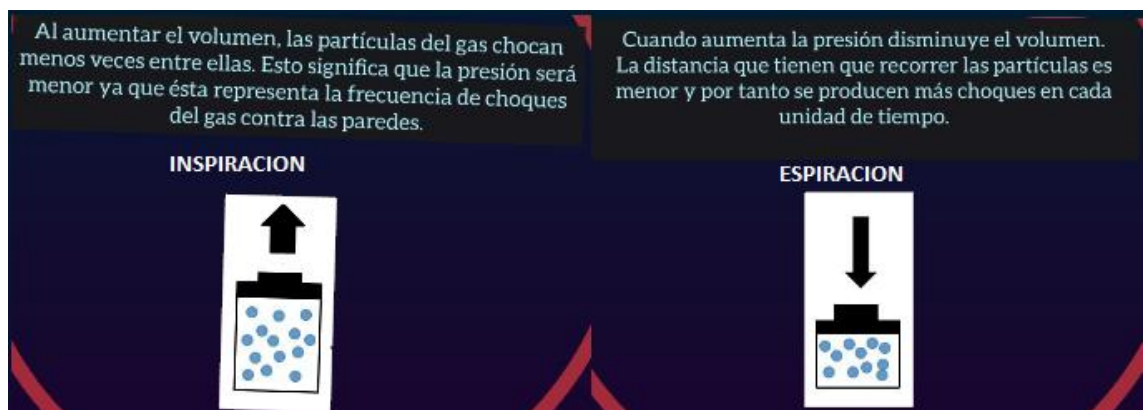 Al aumentar el volumen, las partículas del gas chocan
menos veces entre ellas. Esto significa que la presión será
menor ya que ésta representa la frecuencia de choques
del gas contra las paredes.
INSPIRACION
Cuando aumenta la presión disminuye el volumen.
La distancia que tienen que recorrer las partículas es
menor y por tanto se producen más choques en cada
unidad de tiempo.
ESPIRACION